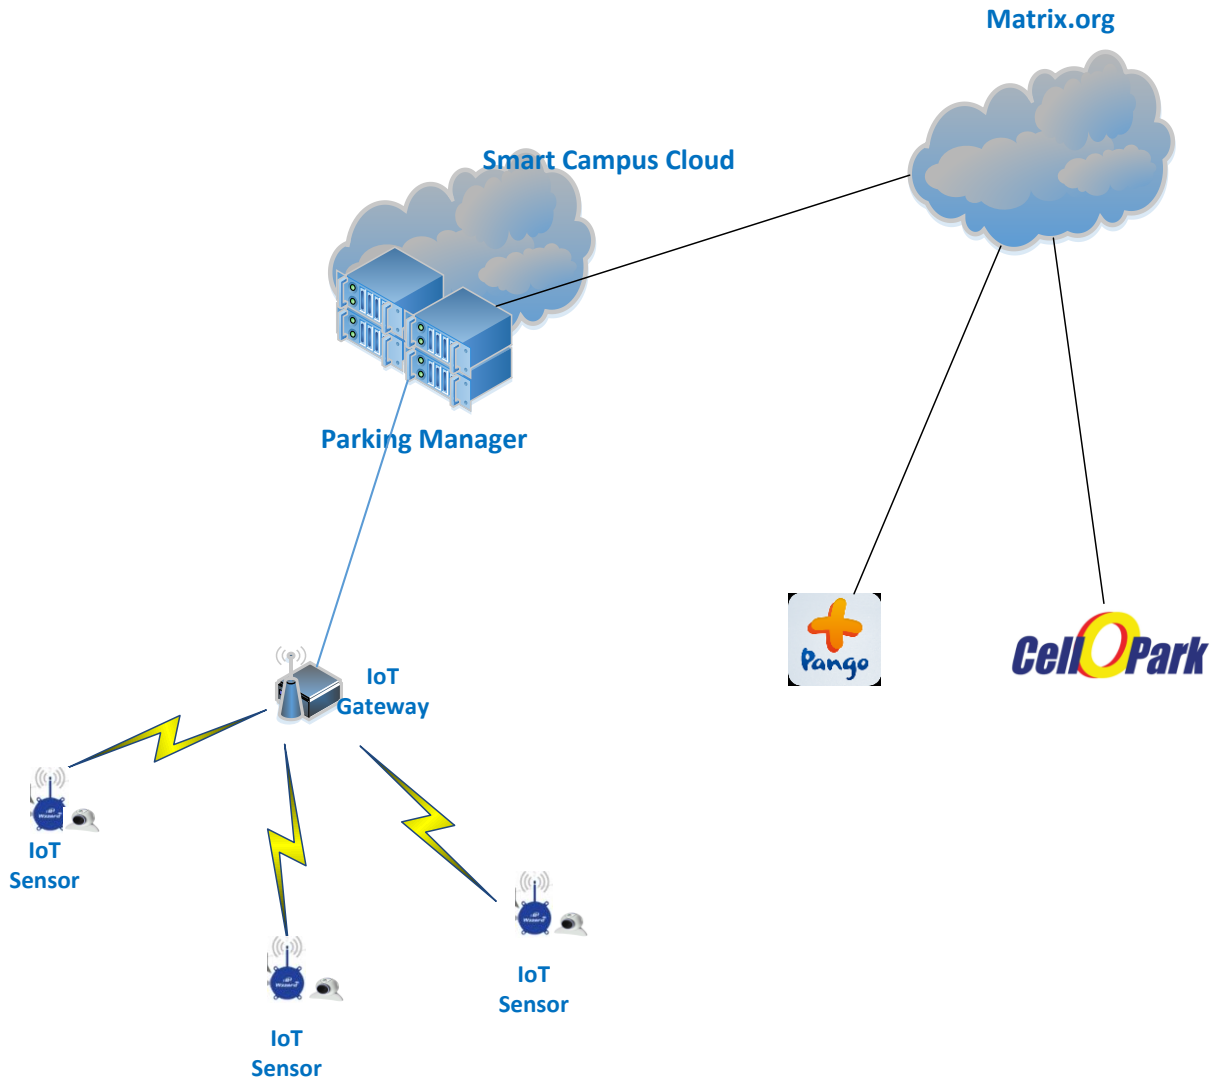 Matrix.org
Smart Campus Cloud
Parking Manager
Pango
CellOPark
IoT
Gateway
IoT
Sensor
IoT
Sensor
IoT
Sensor